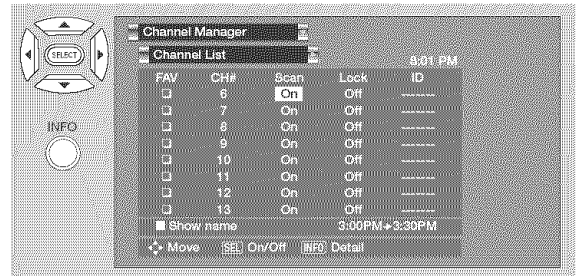 SELECT
INFO
Channel Manager
Channel List
8:01 PM
FAV CH# Scan Lock ID
6 On Off ------
7 On Off ------
8 On Off ------
9 On Off ------
10 On Off ------
11 On Off ------
12 On Off ------
13 On Off ------
Show name 3:00PM→3:30PM
Move SEL On/Off INFO Detail